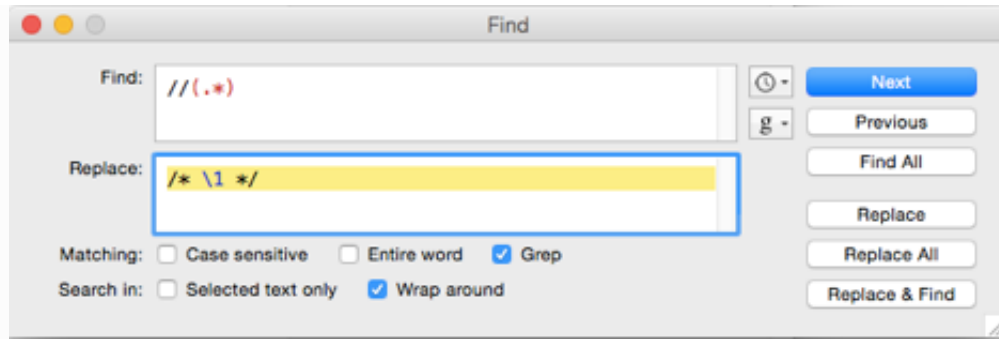 Find
Find:
//(.*)
g
Next
Previous
Find All
Replace:
/* \1 */
Replace
Replace All
Replace & Find
Matching:
Case sensitive
Entire word
Grep
Search in:
Selected text only
Wrap around